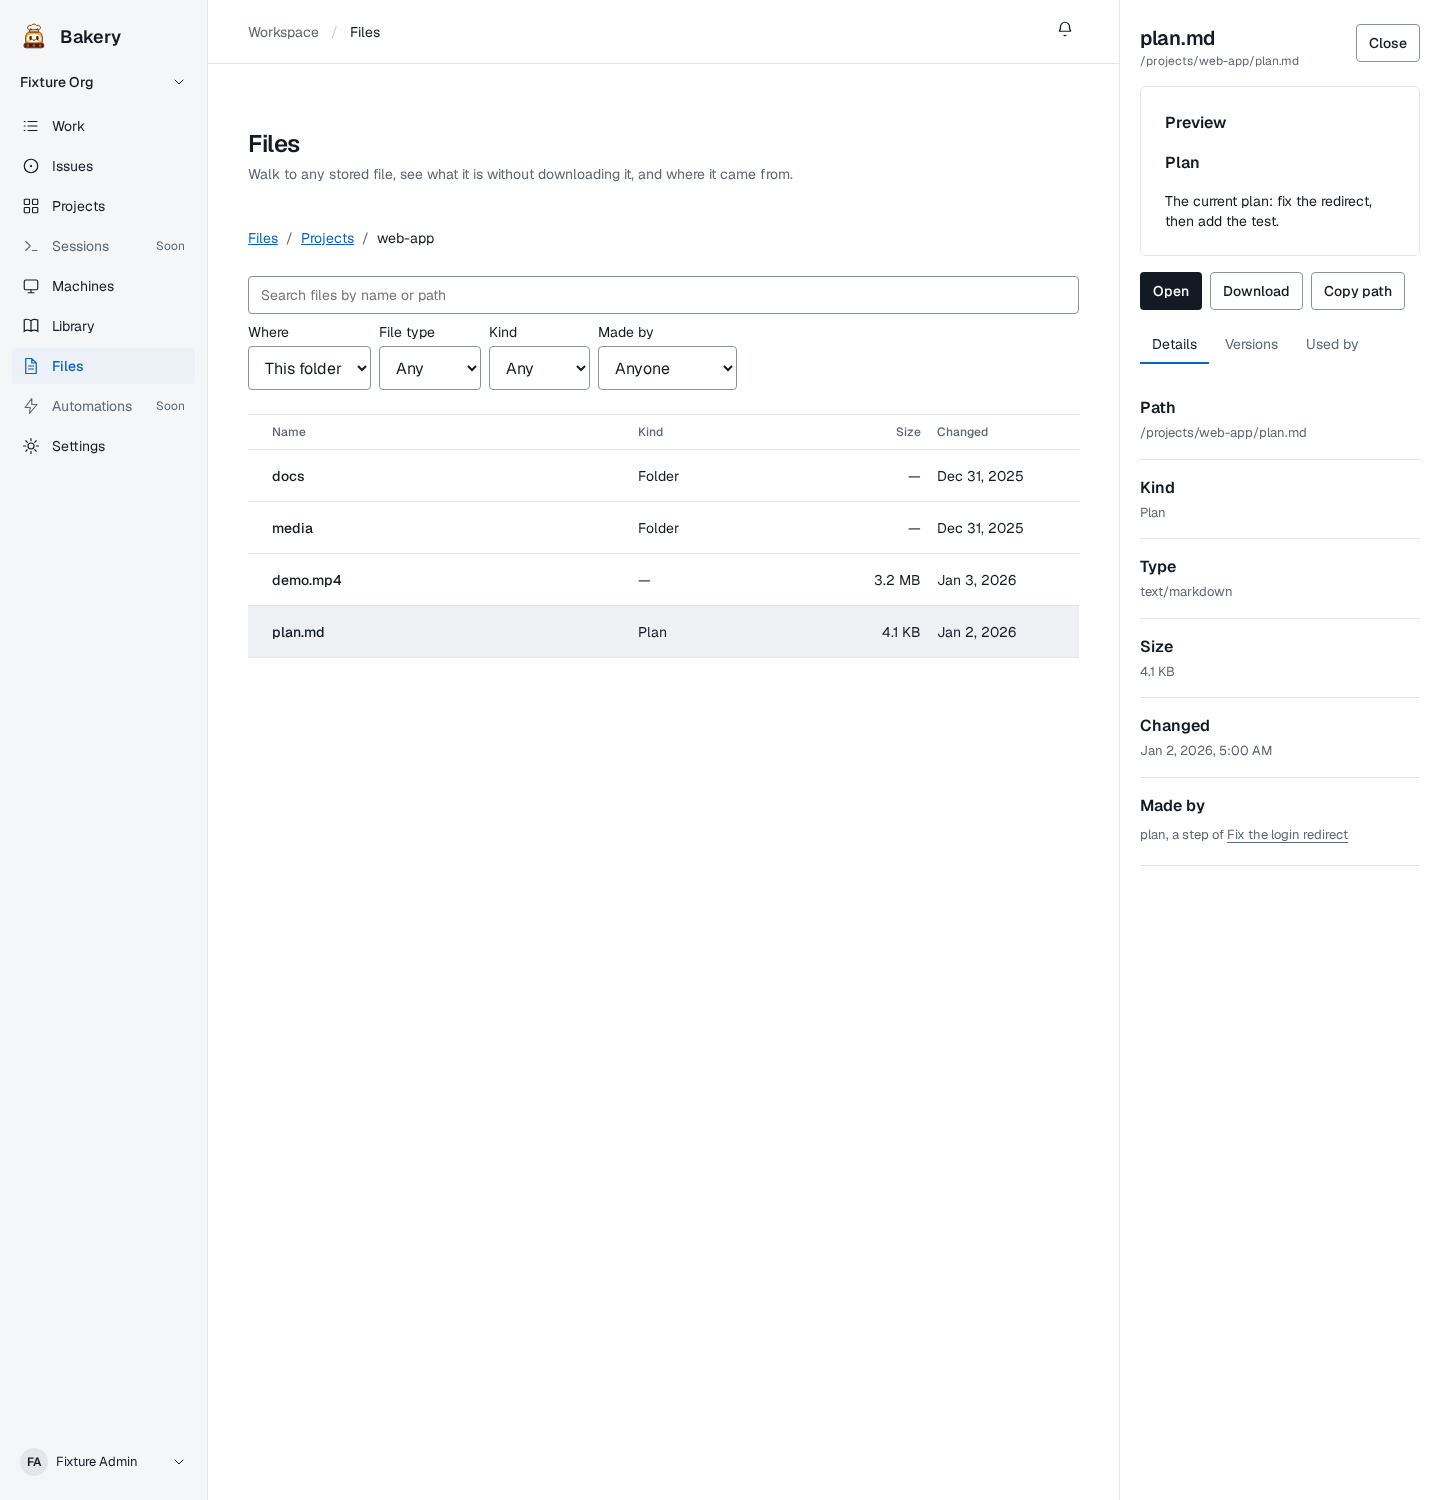 Bakery
Fixture Org
Work
Issues
Projects
Sessions Soon
Machines
Library
Files
Automations Soon
Settings
FA Fixture Admin
Workspace / Files
Files
Walk to any stored file, see what it is without downloading it, and where it came from.
Files / Projects / web-app
Search files by name or path
Where File type Kind Made by
This folder Any Any Anyone
Name Kind Size Changed
docs Folder — Dec 31, 2025
media Folder — Dec 31, 2025
demo.mp4 — 3.2 MB Jan 3, 2026
plan.md Plan 4.1 KB Jan 2, 2026
plan.md
/projects/web-app/plan.md
Close
Preview
Plan
The current plan: fix the redirect,
then add the test.
Open Download Copy path
Details Versions Used by
Path
/projects/web-app/plan.md
Kind
Plan
Type
text/markdown
Size
4.1 KB
Changed
Jan 2, 2026, 5:00 AM
Made by
plan, a step of Fix the login redirect